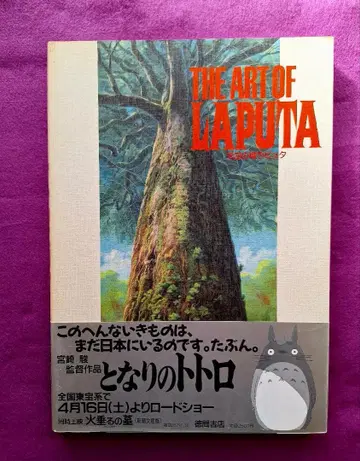 THE ART OF
LAPUTA
天空の城ラピュタ
このへんないきものは、
まだ日本にいるのです。たぶん。
宮崎 駿
監督作品
となりのトトロ
全国東宝系で
4月16日(土)よりロードショー
同時上映 火垂るの墓
徳間書店